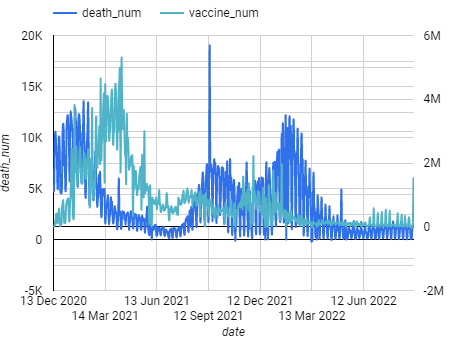 death_num vaccine_num
20K 6M
15K 4M
10K 2M
5K 0
0 -2M
-5K
death_num
13 Dec 2020 13 Jun 2021 12 Dec 2021 12 Jun 2022
14 Mar 2021 12 Sept 2021 13 Mar 2022
date